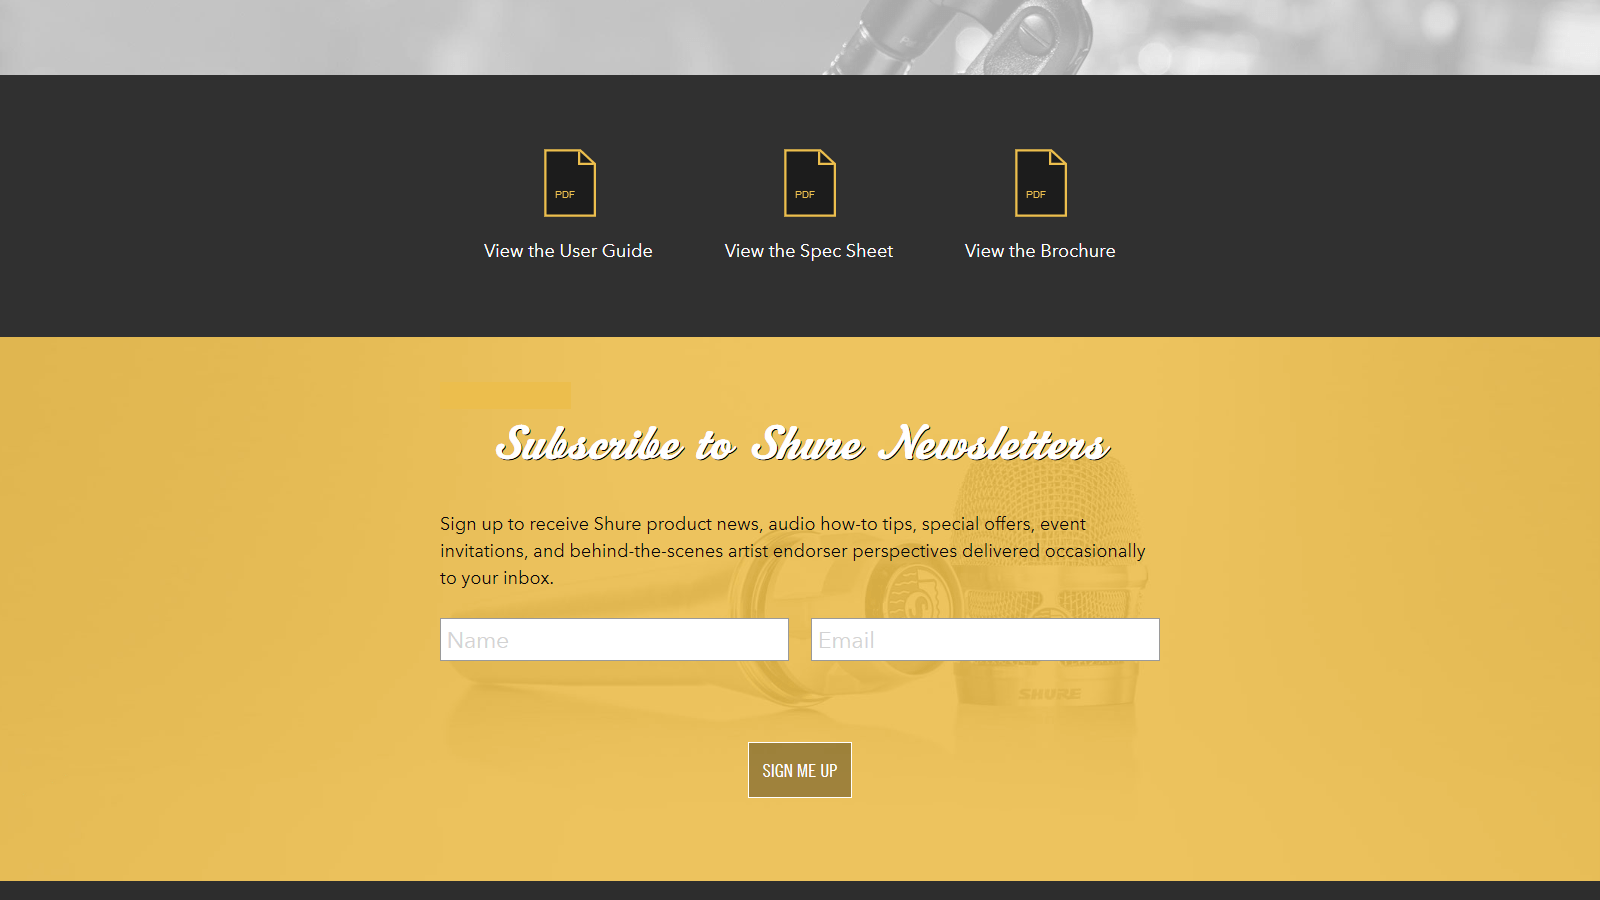 PDF
PDF
PDF
View the User Guide
View the Spec Sheet
View the Brochure
Subscribe to Shure Newsletters
Sign up to receive Shure product news, audio how-to tips, special offers, event
invitations, and behind-the-scenes artist endorser perspectives delivered occasionally
to your inbox.
Name
Email
SHURE
SIGN ME UP